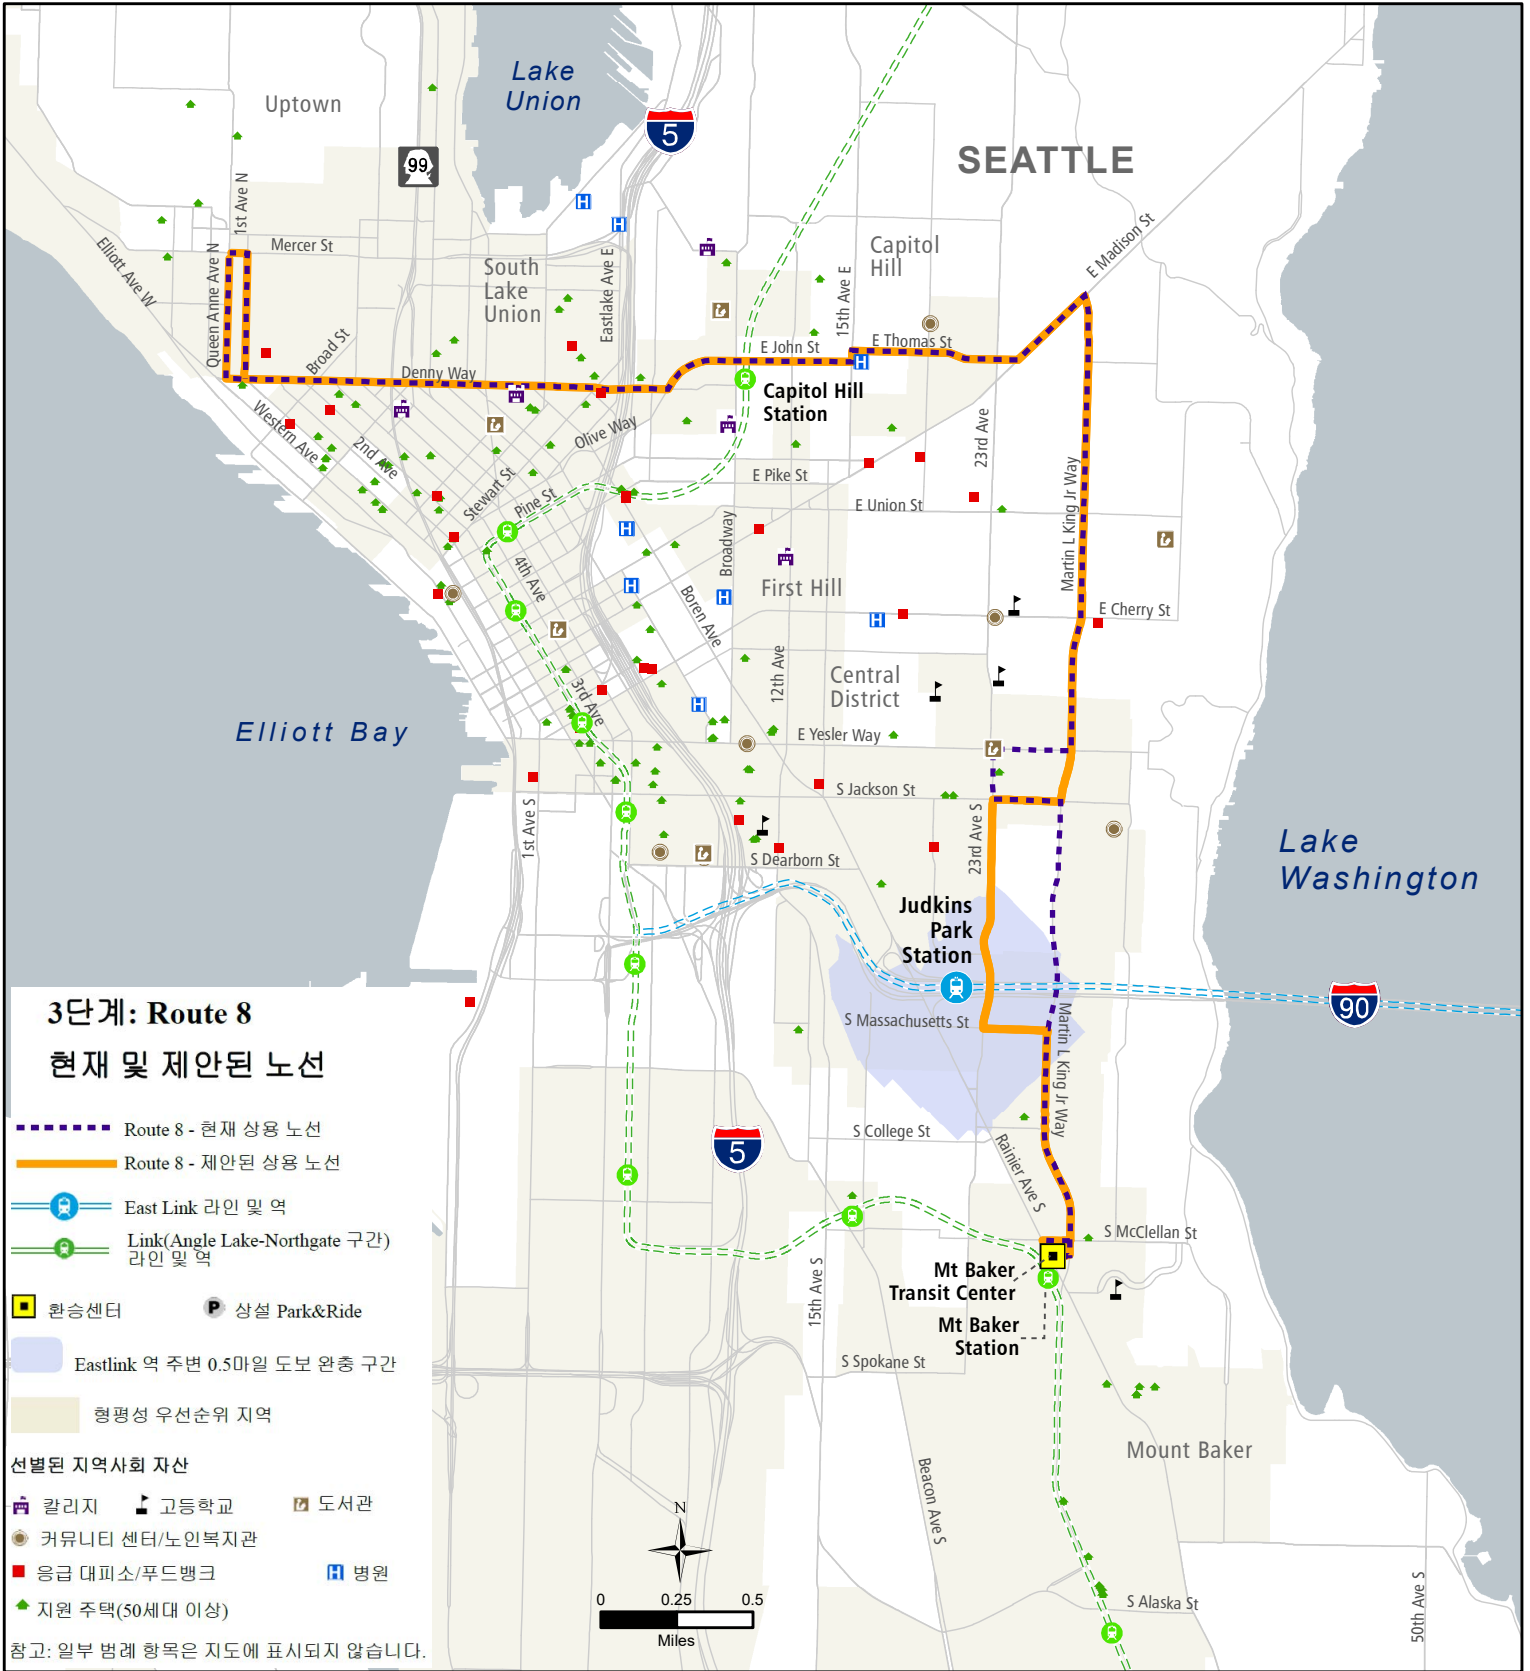 Lake
Union
Uptown
5
SEATTLE
99
1st Ave N
Mercer St
Elliott Ave W
Queen Anne Ave N
South
Lake
Union
Eastlake Ave E
Capitol
Hill
15th Ave E
E Madison St
E John St
E Thomas St
Broad St
Denny Way
Capitol Hill
Station
Western Ave
2nd Ave
Olive Way
23rd Ave
Stewart St
Pine St
E Pike St
E Union St
Martin L King Jr Way
4th Ave
Broadway
First Hill
Boren Ave
E Cherry St
12th Ave
Central
District
3rd Ave
Elliott Bay
E Yesler Way
S Jackson St
1st Ave S
23rd Ave S
S Dearborn St
Lake
Washington
Judkins
Park
Station
90
S Massachusetts St
Martin L King Jr Way
S College St
5
Rainier Ave S
S McClellan St
Mt Baker
Transit Center
15th Ave S
Mt Baker
Station
S Spokane St
Mount Baker
Beacon Ave S
S Alaska St
50th Ave S
3단계: Route 8
현재 및 제안된 노선
Route 8 - 현재 상용 노선
Route 8 - 제안된 상용 노선
East Link 라인 및 역
Link(Angle Lake-Northgate 구간)
라인 및 역
환승센터
P 상설 Park&Ride
Eastlink 역 주변 0.5마일 도보 완충 구간
형평성 우선순위 지역
선별된 지역사회 자산
칼리지 고등학교 도서관
커뮤니티 센터/노인복지관
응급 대피소/푸드뱅크 H 병원
지원 주택(50세대 이상)
참고: 일부 범례 항목은 지도에 표시되지 않습니다.
N
0 0.25 0.5
Miles